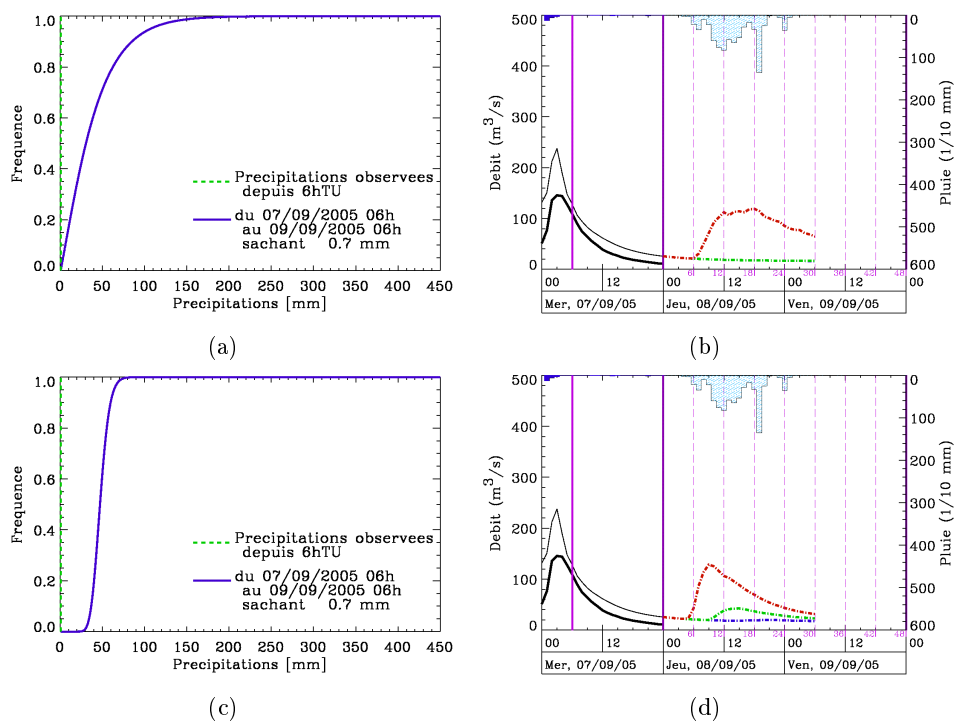 1.0
0.8
0.6
0.4
0.2
0.0
Frequence
Precipitations observees
depuis 6hTU
du 07/09/2005 06h
au 09/09/2005 06h
sachant 0.7 mm
0 50 100 150 200 250 300 350 400 450
Precipitations [mm]
(a)
500
400
300
200
100
0
Debit (m3/s)
0
100
200
300
400
500
600
Pluie (1/10 mm)
6 12 18 24 30 36 42 48
00 12 00 12 00 12 00
Mer, 07/09/05 Jeu, 08/09/05 Ven, 09/09/05
(b)
1.0
0.8
0.6
0.4
0.2
0.0
Frequence
Precipitations observees
depuis 6hTU
du 07/09/2005 06h
au 09/09/2005 06h
sachant 0.7 mm
0 50 100 150 200 250 300 350 400 450
Precipitations [mm]
(c)
500
400
300
200
100
0
Debit (m3/s)
0
100
200
300
400
500
600
Pluie (1/10 mm)
6 12 18 24 30 36 42 48
00 12 00 12 00 12 00
Mer, 07/09/05 Jeu, 08/09/05 Ven, 09/09/05
(d)